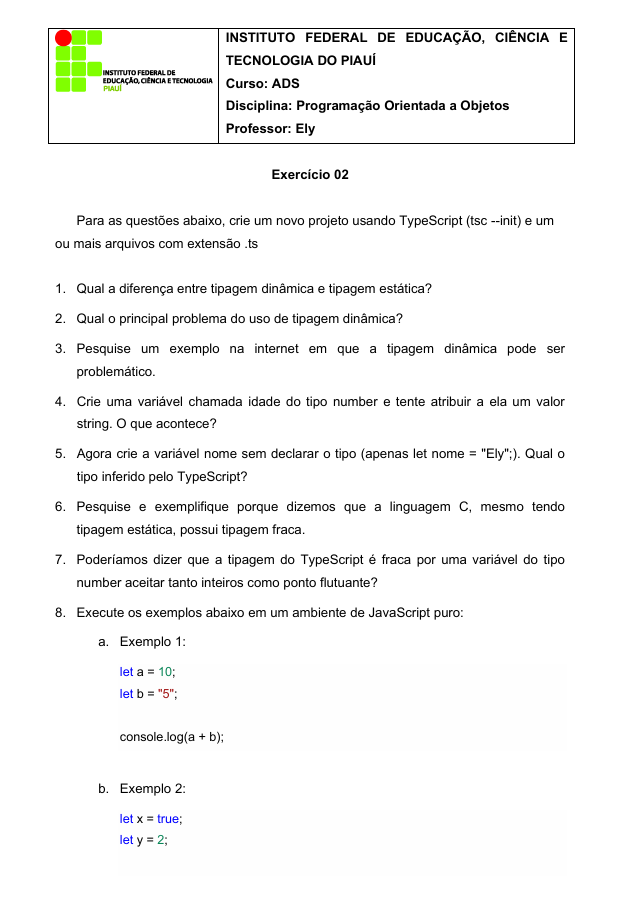 INSTITUTO FEDERAL DE
EDUCAÇÃO, CIÊNCIA E TECNOLOGIA
PIAUÍ
INSTITUTO FEDERAL DE EDUCAÇÃO, CIÊNCIA E
TECNOLOGIA DO PIAUÍ
Curso: ADS
Disciplina: Programação Orientada a Objetos
Professor: Ely
Exercício 02
Para as questões abaixo, crie um novo projeto usando TypeScript (tsc --init) e um
ou mais arquivos com extensão .ts
1. Qual a diferença entre tipagem dinâmica e tipagem estática?
2. Qual o principal problema do uso de tipagem dinâmica?
3. Pesquise um exemplo na internet em que a tipagem dinâmica pode ser
problemático.
4. Crie uma variável chamada idade do tipo number e tente atribuir a ela um valor
string. O que acontece?
5. Agora crie a variável nome sem declarar o tipo (apenas let nome = "Ely";). Qual o
tipo inferido pelo TypeScript?
6. Pesquise e exemplifique porque dizemos que a linguagem C, mesmo tendo
tipagem estática, possui tipagem fraca.
7. Poderíamos dizer que a tipagem do TypeScript é fraca por uma variável do tipo
number aceitar tanto inteiros como ponto flutuante?
8. Execute os exemplos abaixo em um ambiente de JavaScript puro:
a. Exemplo 1:
let a = 10;
let b = "5";
console.log(a + b);
b. Exemplo 2:
let x = true;
let y = 2;